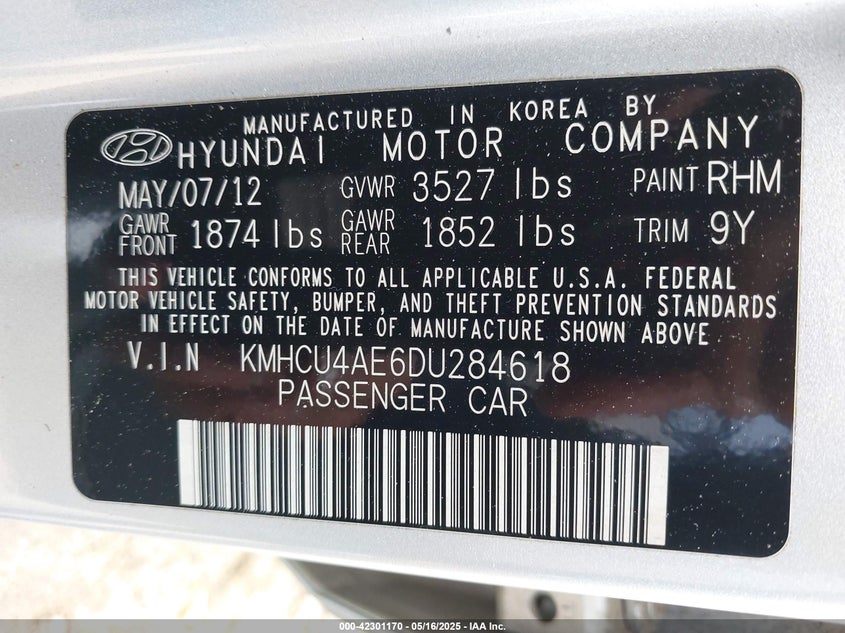 MANUFACTURED IN KOREA BY
HYUNDAI MOTOR COMPANY
MAY/07/12 GVWR 3527 lbs PAINT RHM
GAWR FRONT 1874 lbs GAWR REAR 1852 lbs TRIM 9Y
THIS VEHICLE CONFORMS TO ALL APPLICABLE U.S.A. FEDERAL
MOTOR VEHICLE SAFETY, BUMPER, AND THEFT PREVENTION STANDARDS
IN EFFECT ON THE DATE OF MANUFACTURE SHOWN ABOVE
V.I.N KMHCU4AE6DU284618
PASSENGER CAR
000-42301170 - 05/16/2025 - IAA Inc.